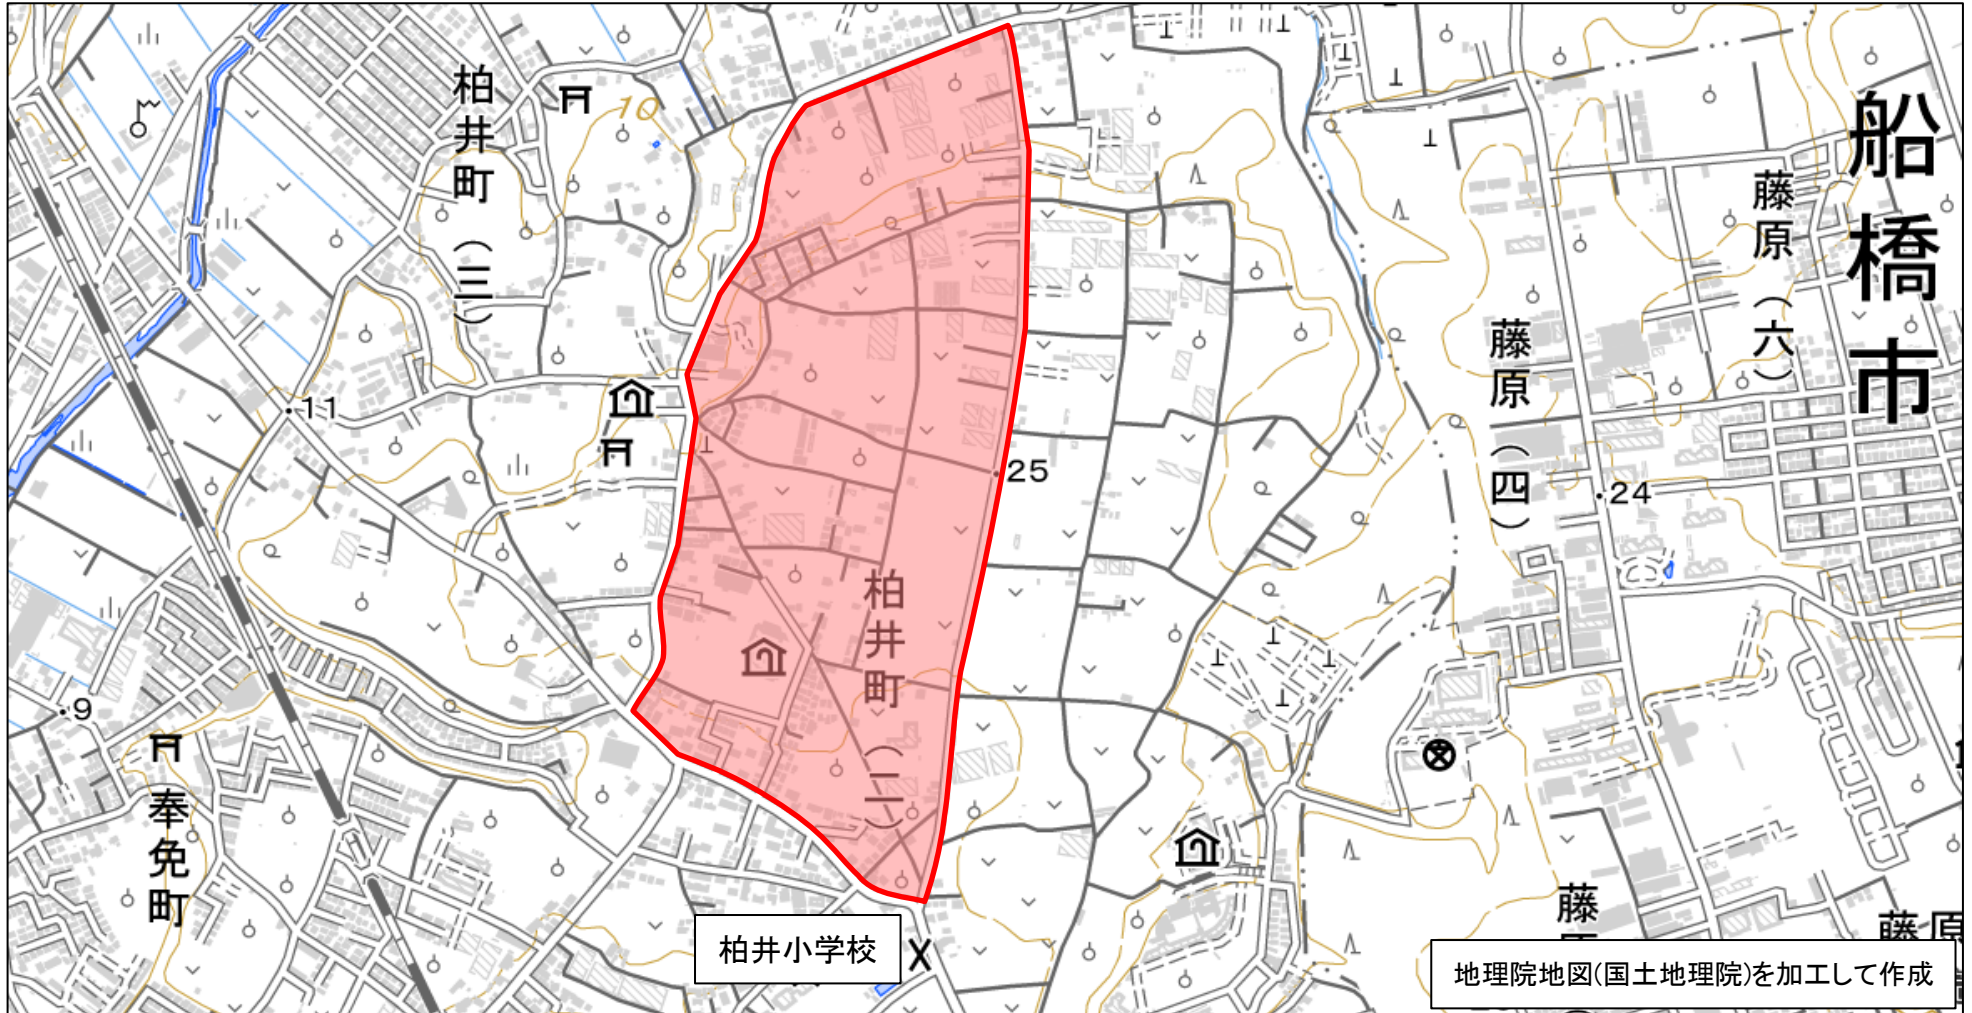 柏井町(三)
10
船橋市
藤原(六)
藤原(四)
11
25
24
柏井町(二)
9
奉免町
藤
藤原
柏井小学校
地理院地図(国土地理院)を加工して作成